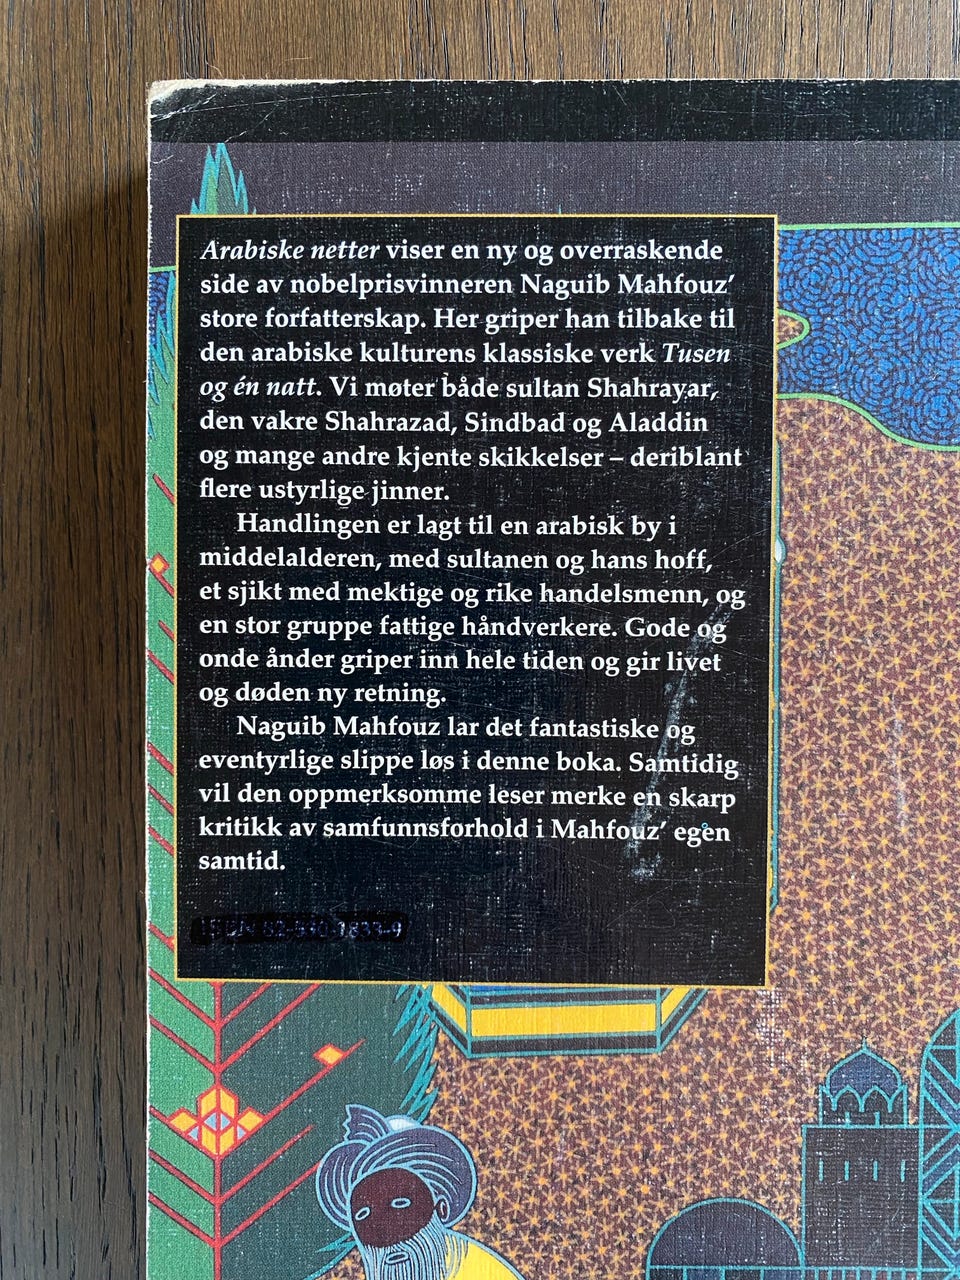 Arabiske netter viser en ny og overraskende
side av nobelprisvinneren Naguib Mahfouz’
store forfatterskap. Her griper han tilbake til
den arabiske kulturens klassiske verk Tusen
og én natt. Vi møter både sultan Shahrayar,
den vakre Shahrazad, Sindbad og Aladdin
og mange andre kjente skikkelser – deriblant
flere ustyrlige jinner.
Handlingen er lagt til en arabisk by i
middelalderen, med sultanen og hans hoff,
et sjikt med mektige og rike handelsmenn, og
en stor gruppe fattige håndverkere. Gode og
onde ånder griper inn hele tiden og gir livet
og døden ny retning.
Naguib Mahfouz lar det fantastiske og
eventyrlige slippe løs i denne boka. Samtidig
vil den oppmerksomme leser merke en skarp
kritikk av samfunnsforhold i Mahfouz’ egen
samtid.
ISBN